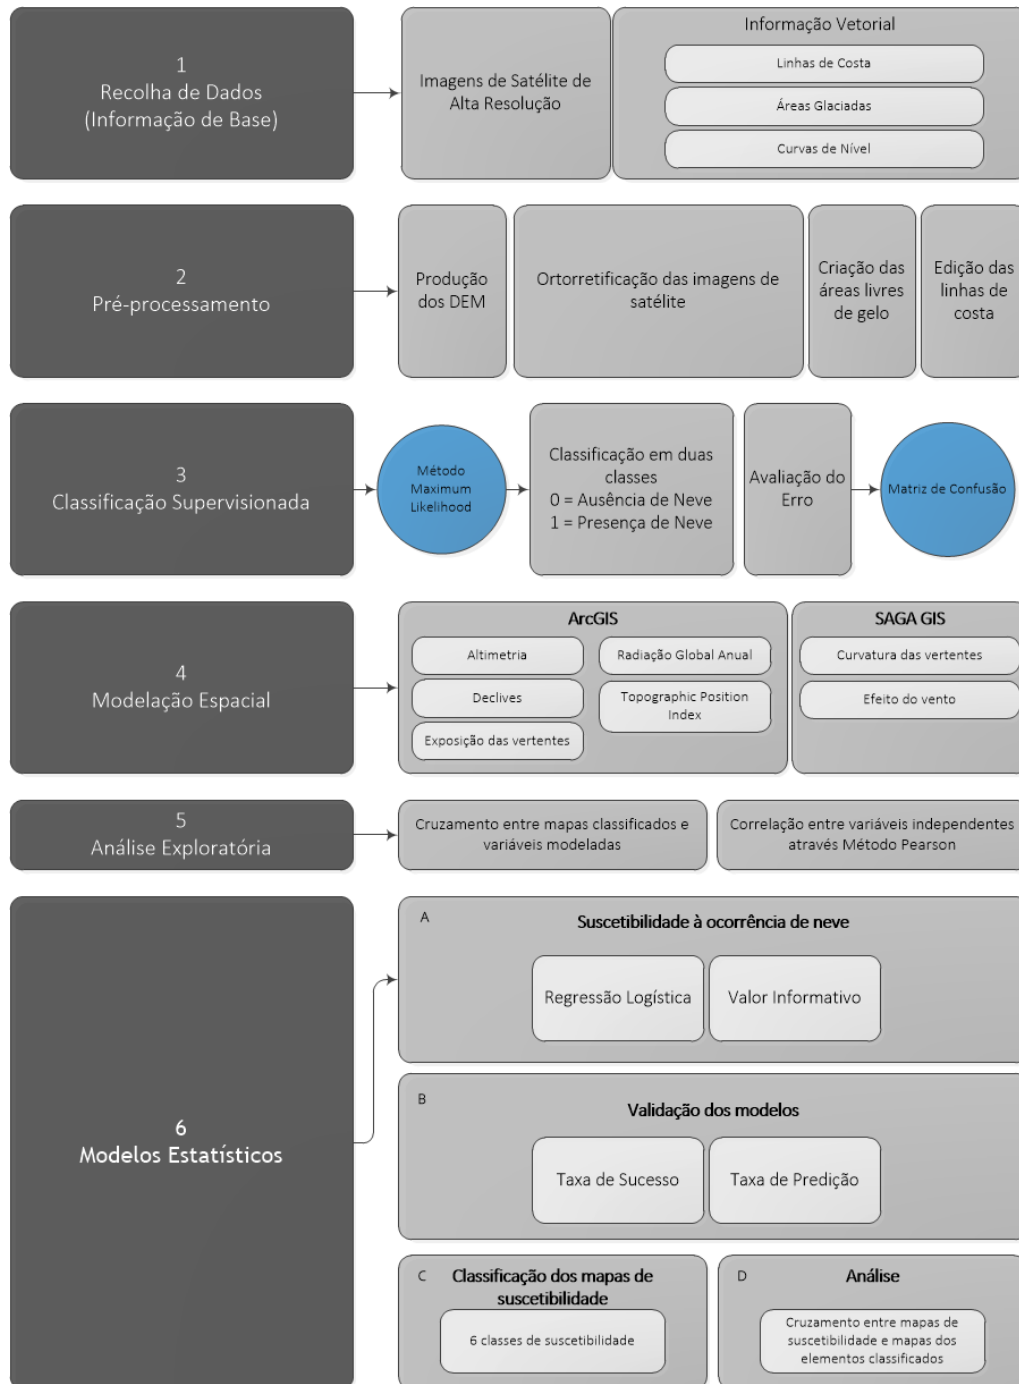 1
Recolha de Dados
(Informação de Base)
Imagens de Satélite de
Alta Resolução
Informação Vetorial
Linhas de Costa
Áreas Glaciadas
Curvas de Nível
2
Pré-processamento
Produção
dos DEM
Ortorretificação das imagens de
satélite
Criação das
áreas livres
de gelo
Edição das
linhas de
costa
3
Classificação Supervisionada
Método
Maximum
Likelihood
Classificação em duas
classes
0 = Ausência de Neve
1 = Presença de Neve
Avaliação do
Erro
Matriz de Confusão
4
Modelação Espacial
ArcGIS
Altimetria
Declives
Exposição das vertentes
Radiação Global Anual
Topographic Position
Index
SAGA GIS
Curvatura das vertentes
Efeito do vento
5
Análise Exploratória
Cruzamento entre mapas classificados e
variáveis modeladas
Correlação entre variáveis independentes
através Método Pearson
6
Modelos Estatísticos
A
Suscetibilidade à ocorrência de neve
Regressão Logística
Valor Informativo
B
Validação dos modelos
Taxa de Sucesso
Taxa de Predição
C
Classificação dos mapas de
suscetibilidade
6 classes de suscetibilidade
D
Análise
Cruzamento entre mapas de
suscetibilidade e mapas dos
elementos classificados